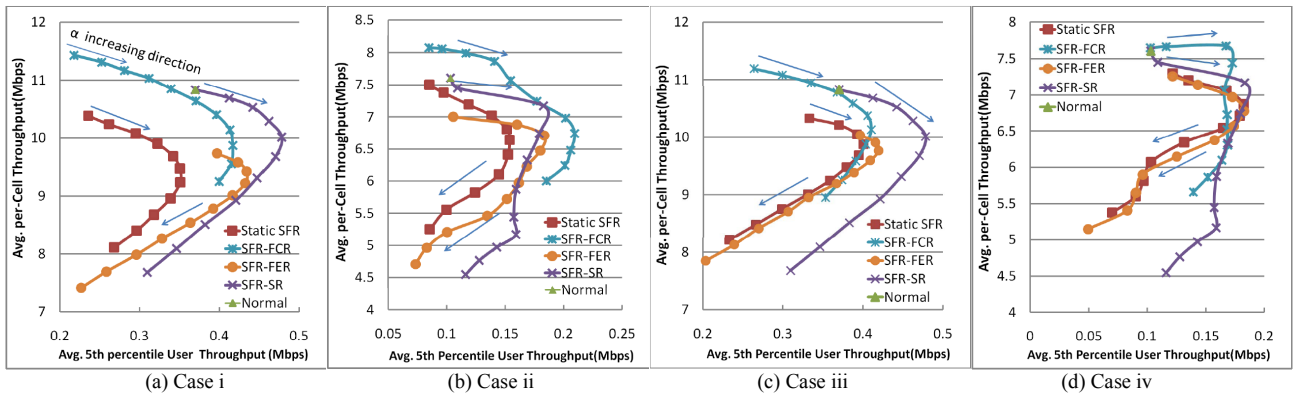 12
11
10
9
8
7
0.2
0.3
0.4
0.5
Avg. per-Cell Throughput(Mbps)
Avg. 5th percentile User Throughput (Mbps)
α increasing direction
Static SFR
SFR-FCR
SFR-FER
SFR-SR
Normal
(a) Case i
9
8.5
8
7.5
7
6.5
6
5.5
5
4.5
4
0.05
0.1
0.15
0.2
0.25
Avg. per-Cell Throughput(Mbps)
Avg. 5th Percentile User Throughput(Mbps)
Static SFR
SFR-FCR
SFR-FER
SFR-SR
Normal
(b) Case ii
12
11
10
9
8
7
0.2
0.3
0.4
0.5
Avg. per-Cell Throughput(Mbps)
Avg. 5th Percentile User Throughput(Mbps)
Static SFR
SFR-FCR
SFR-FER
SFR-SR
Normal
(c) Case iii
8
7.5
7
6.5
6
5.5
5
4.5
4
0
0.05
0.1
0.15
0.2
Avg. per-Cell Throughput(Mbps)
Avg. 5th Percentile User Throughput(Mbps)
Static SFR
SFR-FCR
SFR-FER
SFR-SR
Normal
(d) Case iv